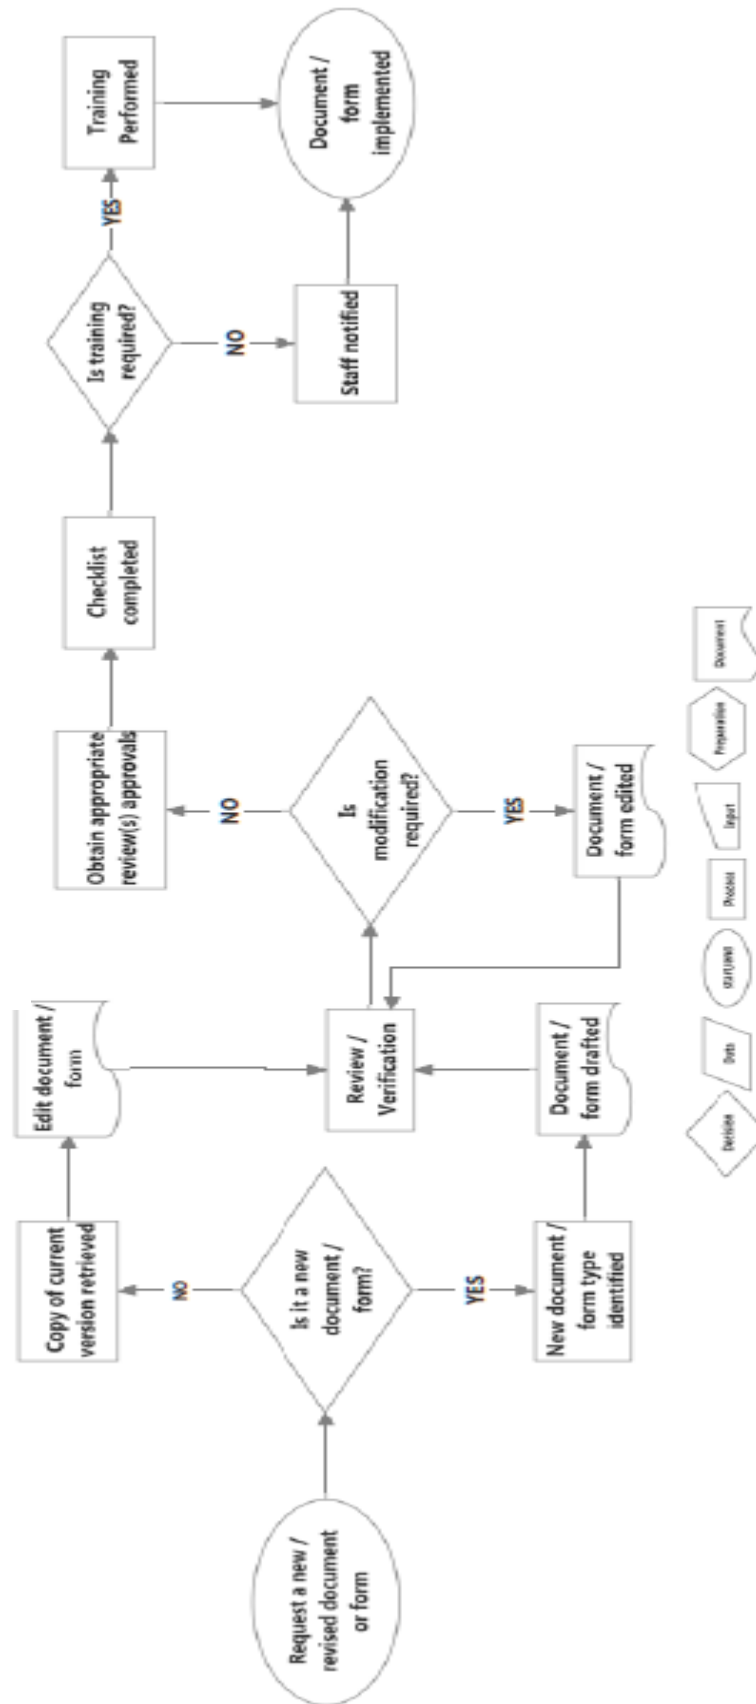 Request a new /
revised document
or form
Is it a new
document /
form?
NO
YES
Copy of current
version retrieved
New document /
form type
identified
Edit document /
form
Document /
form drafted
Review /
Verification
Is
modification
required?
NO
YES
Document /
form edited
Obtain appropriate
review(s) approvals
Checklist
completed
Is training
required?
YES
NO
Training
Performed
Staff notified
Document /
form
implemented
Decision
Data
Start/End
Process
Input
Preparation
Document